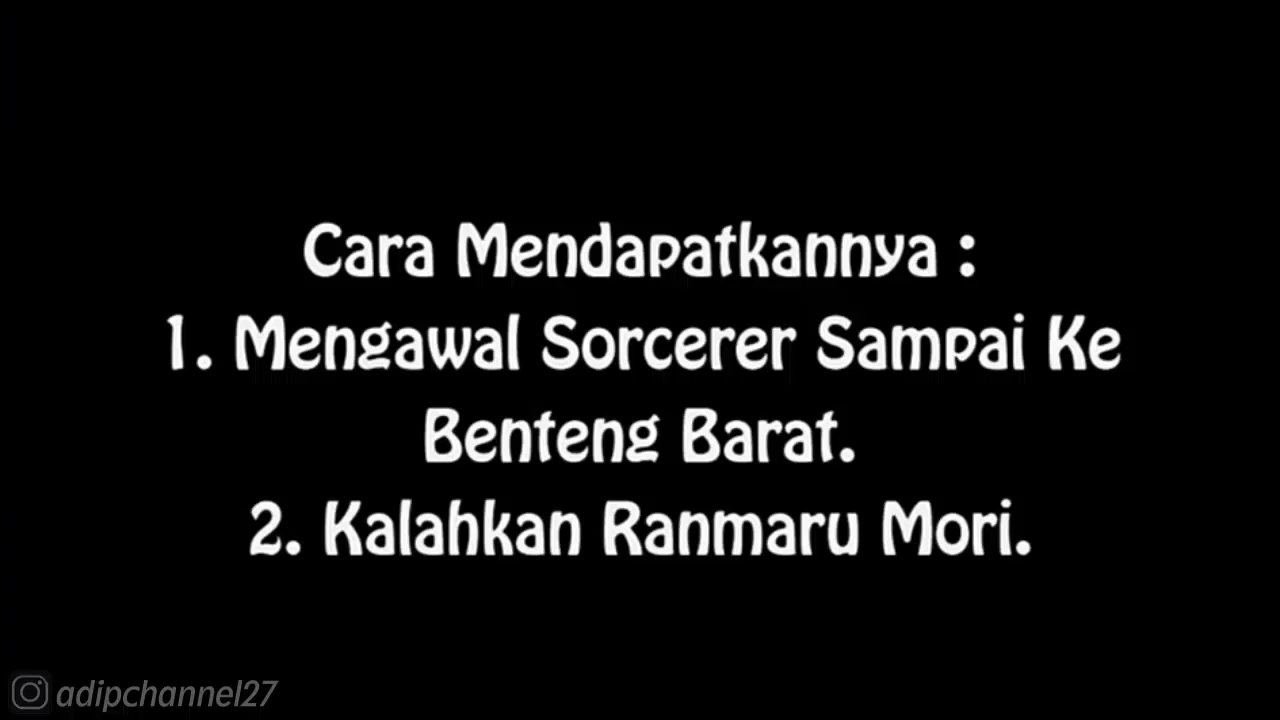 Cara Mendapatkannya :
1. Mengawal Sorcerer Sampai Ke
Benteng Barat.
2. Kalahkan Ranmaru Mori.
adipchannel27